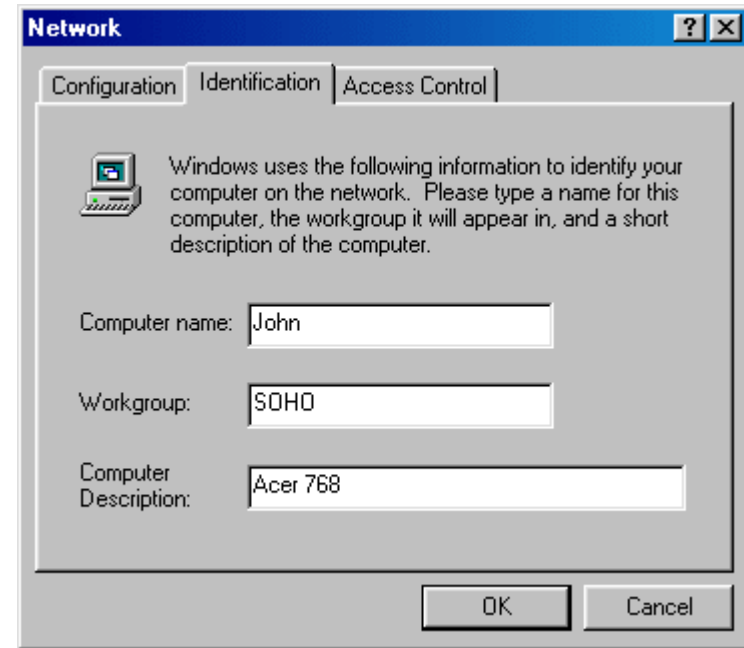 Network
Configuration Identification Access Control
Windows uses the following information to identify your
computer on the network. Please type a name for this
computer, the workgroup it will appear in, and a short
description of the computer.
Computer name: John
Workgroup: SOHO
Computer
Description: Acer 768
OK Cancel